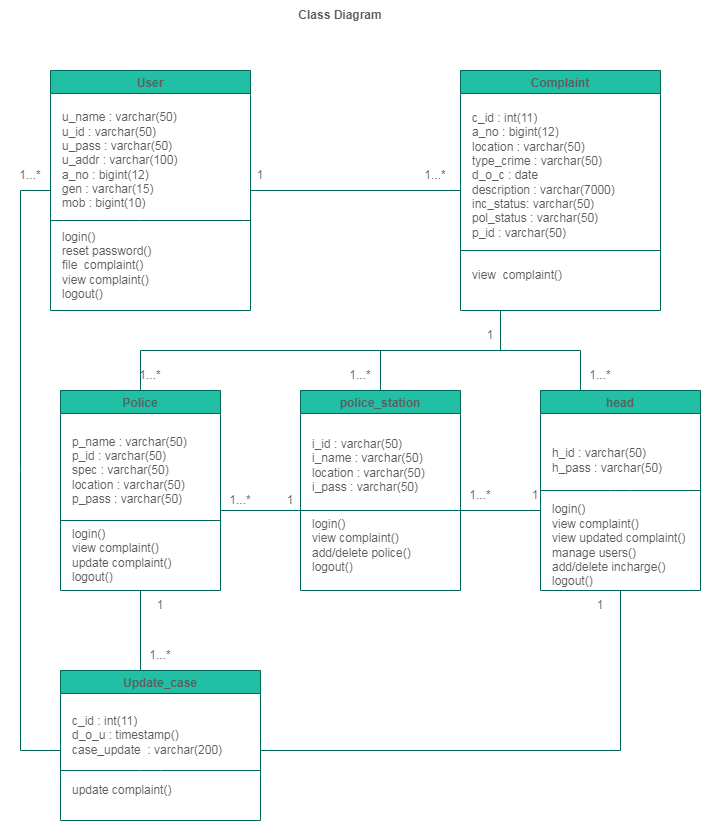 Class Diagram
User
u_name : varchar(50)
u_id : varchar(50)
u_pass : varchar(50)
u_addr : varchar(100)
a_no : bigint(12)
gen : varchar(15)
mob : bigint(10)
login()
reset password()
file  complaint()
view complaint()
logout()
1...*
1
1...*
Complaint
c_id : int(11)
a_no : bigint(12)
location : varchar(50)
type_crime : varchar(50)
d_o_c : date
description : varchar(7000)
inc_status: varchar(50)
pol_status : varchar(50)
p_id : varchar(50)
view  complaint()
1
1...*
1...*
1...*
Police
p_name : varchar(50)
p_id : varchar(50)
spec : varchar(50)
location : varchar(50)
p_pass : varchar(50)
login()
view complaint()
update complaint()
logout()
1...*
1
police_station
i_id : varchar(50)
i_name : varchar(50)
location : varchar(50)
i_pass : varchar(50)
login()
view complaint()
add/delete police()
logout()
1...*
1
head
h_id : varchar(50)
h_pass : varchar(50)
login()
view complaint()
view updated complaint()
manage users()
add/delete incharge()
logout()
1
1
1...*
Update_case
c_id : int(11)
d_o_u : timestamp()
case_update  : varchar(200)
update complaint()